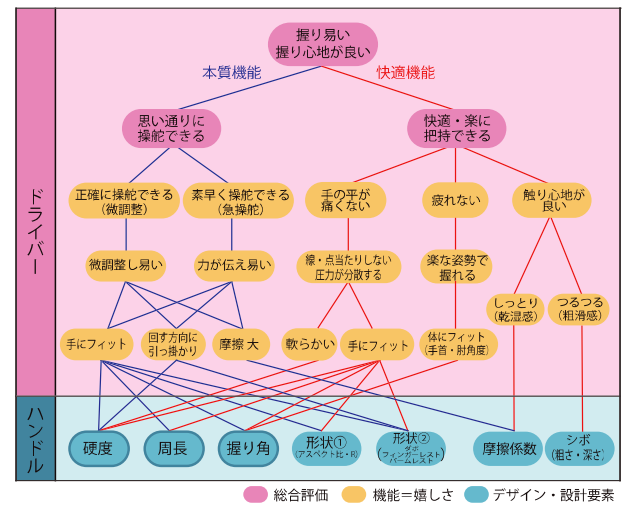 握り易い
握り心地が良い
本質機能
快適機能
思い通りに
操舵できる
快適・楽に
把持できる
正確に操舵できる
（微調整）
素早く操舵できる
（急操舵）
手の平が
痛くない
疲れない
触り心地が
良い
微調整し易い
力が伝え易い
線・点当たりしない
圧力が分散する
楽な姿勢で
握れる
しっとり
（乾湿感）
つるつる
（粗滑感）
手にフィット
回す方向に
引っ掛かり
摩擦 大
軟らかい
手にフィット
体にフィット
（手首・肘角度）
ドライバー
ハンドル
硬度
周長
握り角
形状①
（アスペクト比・R）
形状②
ダボ
フィンガーレスト
パームレスト
摩擦係数
シボ
（粗さ・深さ）
総合評価
機能＝嬉しさ
デザイン・設計要素